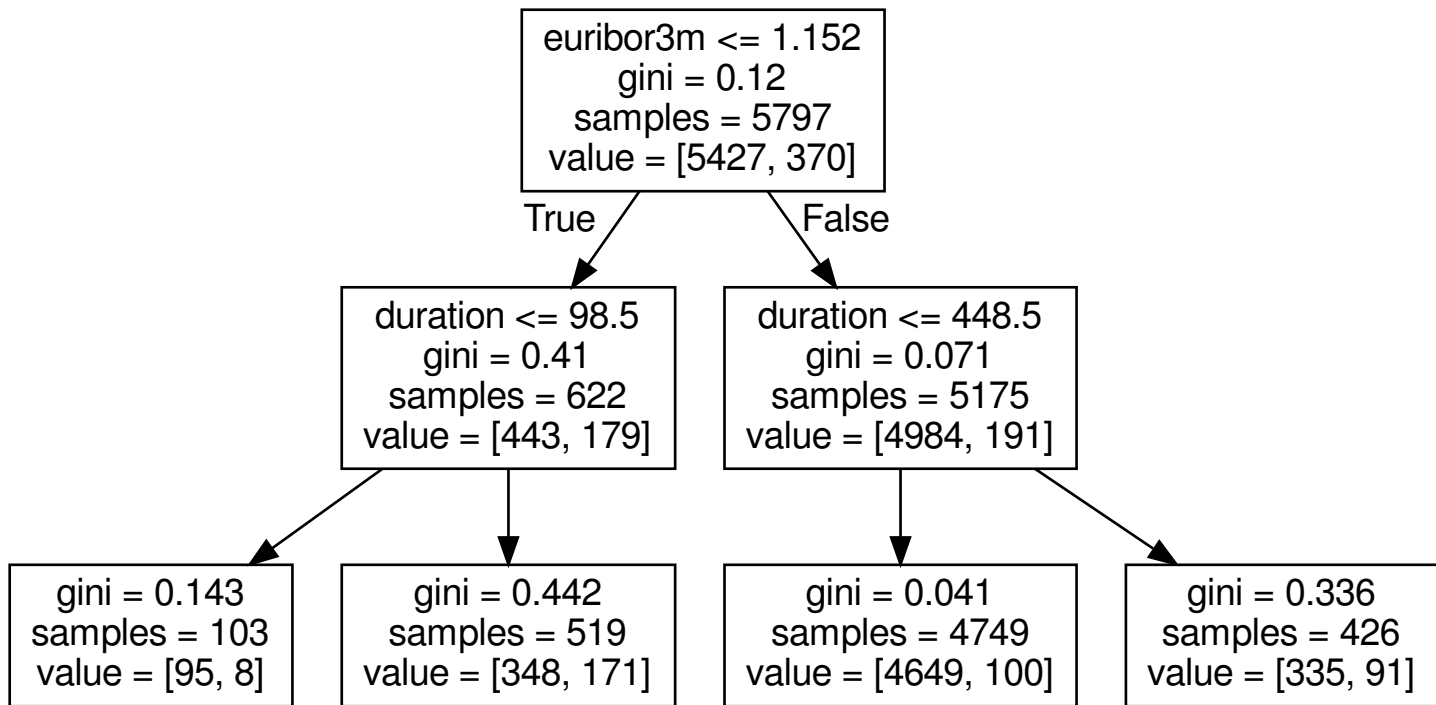 euribor3m <= 1.152
gini = 0.12
samples = 5797
value = [5427, 370]
True
False
duration <= 98.5
gini = 0.41
samples = 622
value = [443, 179]
duration <= 448.5
gini = 0.071
samples = 5175
value = [4984, 191]
gini = 0.143
samples = 103
value = [95, 8]
gini = 0.442
samples = 519
value = [348, 171]
gini = 0.041
samples = 4749
value = [4649, 100]
gini = 0.336
samples = 426
value = [335, 91]